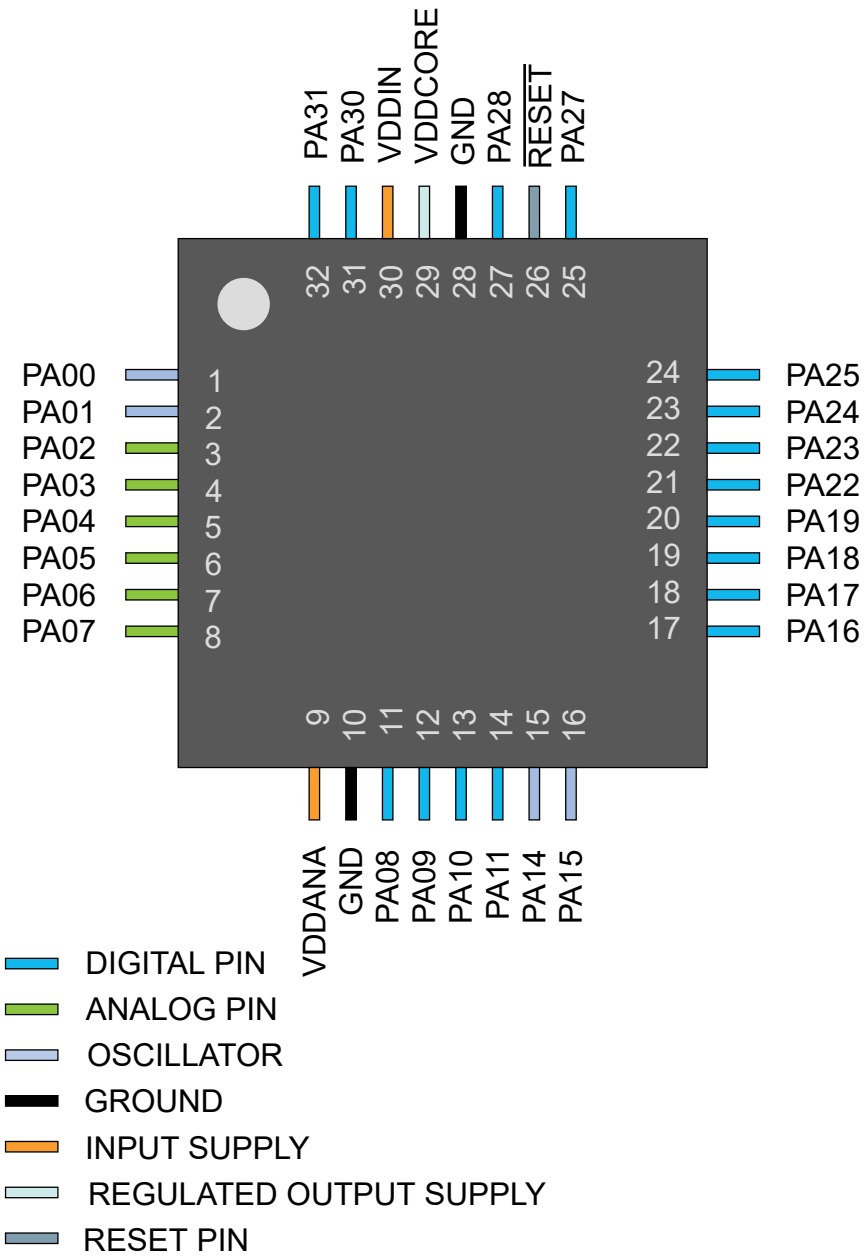 PA31
PA30
VDDIN
VDDCORE
GND
PA28
RESET
PA27
32
31
30
29
28
27
26
25
PA00 1
PA01 2
PA02 3
PA03 4
PA04 5
PA05 6
PA06 7
PA07 8
24 PA25
23 PA24
22 PA23
21 PA22
20 PA19
19 PA18
18 PA17
17 PA16
9
10
11
12
13
14
15
16
VDDANA
GND
PA08
PA09
PA10
PA11
PA14
PA15
DIGITAL PIN
ANALOG PIN
OSCILLATOR
GROUND
INPUT SUPPLY
REGULATED OUTPUT SUPPLY
RESET PIN